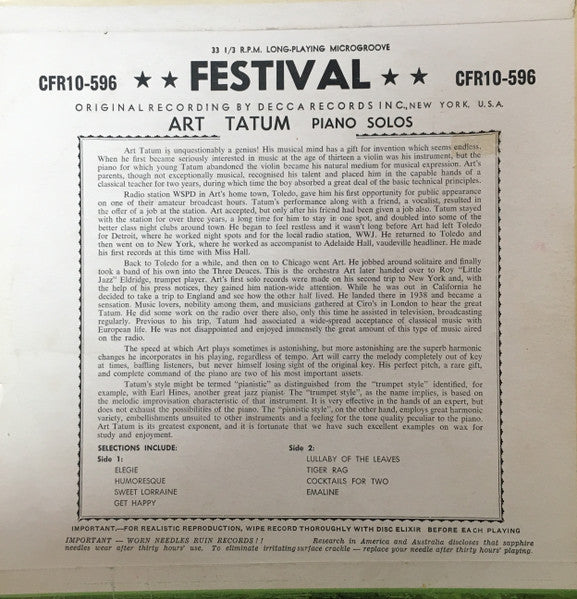 33 1/3 R.P.M. LONG-PLAYING MICROGROOVE
CFR10-596 ★ ★ FESTIVAL ★ ★ CFR10-596
ORIGINAL RECORDING BY DECCA RECORDS INC., NEW YORK, U.S.A.
ART TATUM PIANO SOLOS
Art Tatum is unquestionably a genius! His musical mind has a gift for invention which seems endless.
When he first became seriously interested in music at the age of thirteen a violin was his instrument, but the
piano for which young Tatum abandoned the violin became his natural medium for musical expression. Art's
parents, though not exceptionally musical, recognised his talent and placed him in the capable hands of a
classical teacher for two years, during which time the boy absorbed a great deal of the basic technical principles.
Radio station WSPD in Art's home town, Toledo, gave him his first opportunity for public appearance
on one of their amateur broadcast hours. Tatum's performance along with a friend, a vocalist, resulted in
the offer of a job at the station. Art accepted, but only after his friend had been given a job also. Tatum stayed
with the station for over three years, a long time for him to stay in one spot, and doubled into some of the
better class night clubs around town. He began to feel restless and it wasn't long before Art had left Toledo
for Detroit, where he worked night spots and for the local radio station, WWJ. He returned to Toledo and
then went on to New York, where he worked as accompanist to Adelaide Hall, vaudeville headliner. He made
his first records at this time with Miss Hall.
Back to Toledo for a while, and then on to Chicago went Art. He jobbed around solitaire and finally
took a band of his own into the Three Deuces. This is the orchestra Art later handed over to Roy "Little
Jazz" Eldridge, trumpet player. Art's first solo records were made on his second trip to New York and, with
the help of his press notices, they gained him nation-wide attention. While he was out in California he
decided to take a trip to England and see how the other half lived. He landed there in 1938 and became a
sensation. Music lovers, nobility among them, and musicians gathered at Ciro's in London to hear the great
Tatum. He did some work on the radio over there also, only this time he assisted in television, broadcasting
regularly. Previous to his trip, Tatum had associated a wide-spread acceptance of classical music with
European life. He was not disappointed and enjoyed immensely the great amount of this type of music aired
on the radio.
The speed at which Art plays sometimes is astonishing, but more astonishing are the superb harmonic
changes he incorporates in his playing, regardless of tempo. Art will carry the melody completely out of key
at times, baffling listeners, but never himself losing sight of the original key. His perfect pitch, a rare gift,
and complete command of the piano are two of his most important assets.
Tatum's style might be termed "pianistic" as distinguished from the "trumpet style" identified, for
example, with Earl Hines, another great jazz pianist. The "trumpet style", as the name implies, is based on
the melodic improvisation characteristic of that instrument. It is very effective in the hands of an expert, but
does not exhaust the possibilities of the piano. The "pianistic style", on the other hand, employs great harmonic
variety, embellishments unsuited to other instruments and a feeling for the tone quality peculiar to the piano.
Art Tatum is its greatest exponent, and it is fortunate that we have such excellent examples on wax for
study and enjoyment.
SELECTIONS INCLUDE:
Side 1:
ELEGIE
HUMORESQUE
SWEET LORRAINE
GET HAPPY
Side 2:
LULLABY OF THE LEAVES
TIGER RAG
COCKTAILS FOR TWO
EMALINE
IMPORTANT.—FOR REALISTIC REPRODUCTION, WIPE RECORD THOROUGHLY WITH DISC ELIXIR BEFORE EACH PLAYING
IMPORTANT — WORN NEEDLES RUIN RECORDS!! Research in America and Australia discloses that sapphire
needles wear after thirty hours' use. To eliminate irritating surface crackle — replace your needle after thirty hours' playing.